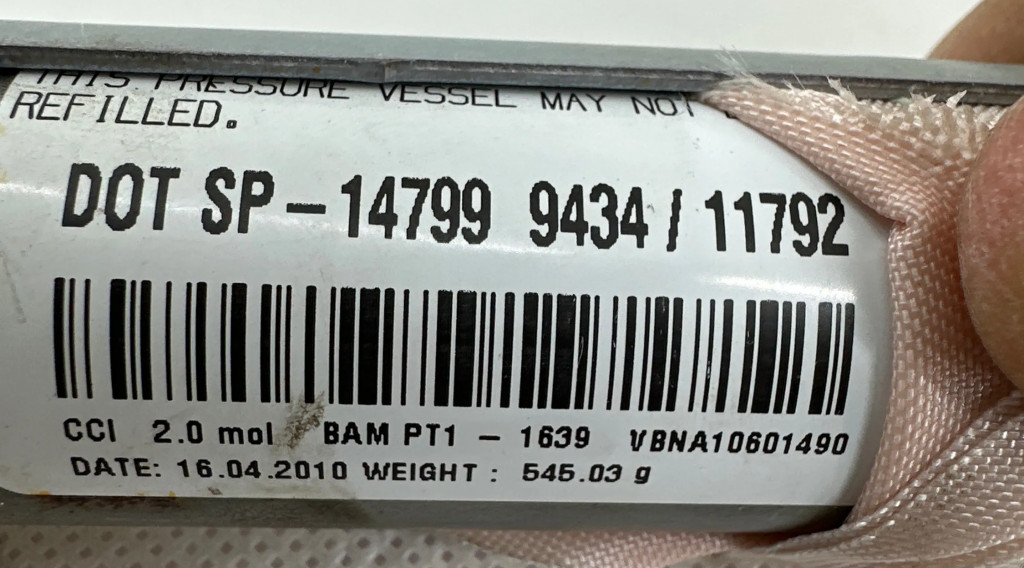 THIS PRESSURE VESSEL MAY NOT
REFILLED.
DOT SP-14799 9434/11792
CCI 2.0 mol BAM PT1 - 1639 VBNA10601490
DATE: 16.04.2010 WEIGHT : 545.03 g